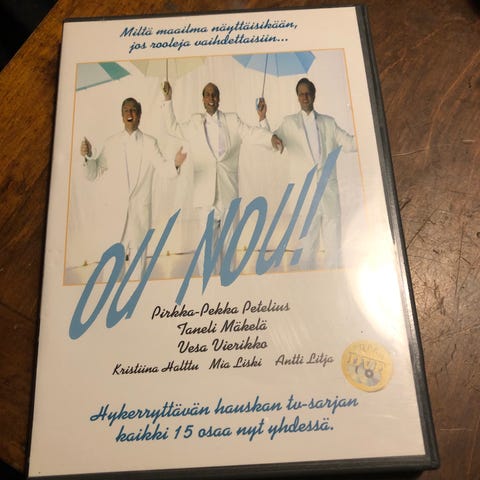 Miltä maailma näyttäisikään,
jos rooleja vaihdettaisiin...
OU NOU!
Pirkka-Pekka Petelius
Taneli Mäkelä
Vesa Vierikko
Kristiina Halttu Mia Liski Antti Litja
Hykerryttävän hauskan tv-sarjan
kaikki 15 osaa nyt yhdessä.